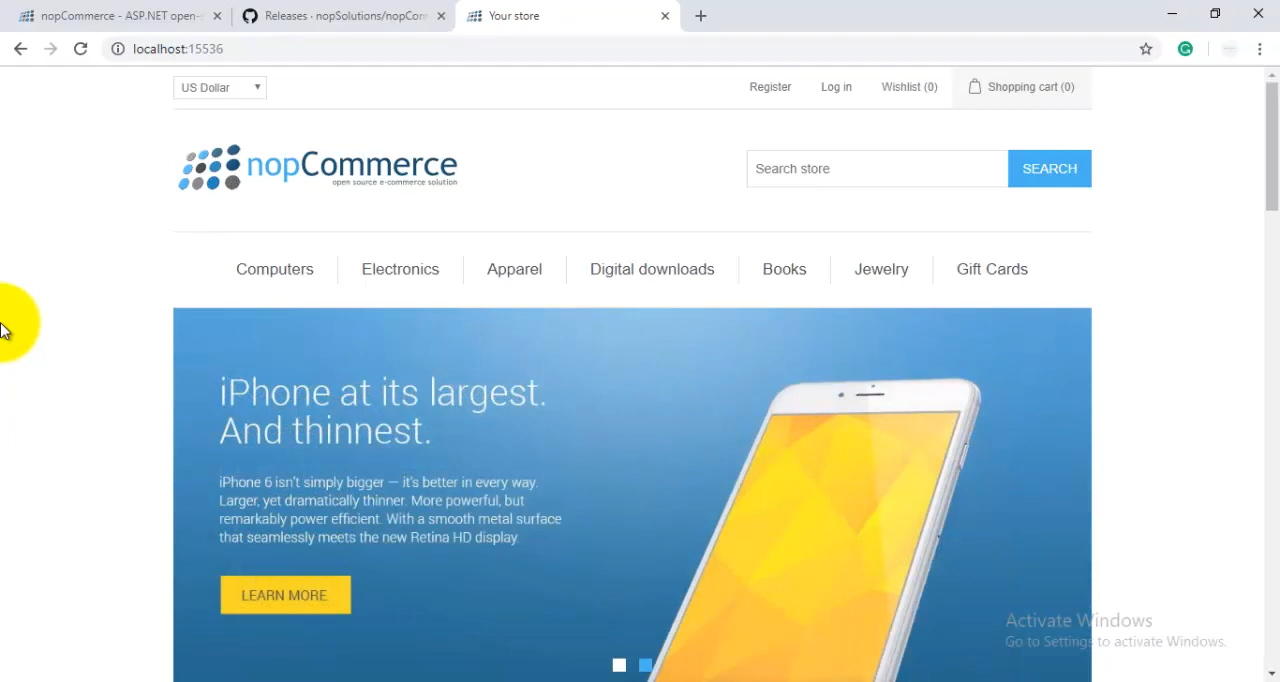 nopCommerce - ASP.NET open-s
Releases · nopSolutions/nopCom
Your store
localhost:15536
US Dollar
Register
Log in
Wishlist (0)
Shopping cart (0)
nopCommerce
open source e-commerce solution
Search store
SEARCH
Computers
Electronics
Apparel
Digital downloads
Books
Jewelry
Gift Cards
iPhone at its largest.
And thinnest.
iPhone 6 isn't simply bigger — it's better in every way.
Larger, yet dramatically thinner. More powerful, but
remarkably power efficient. With a smooth metal surface
that seamlessly meets the new Retina HD display.
LEARN MORE
Activate Windows
Go to Settings to activate Windows.